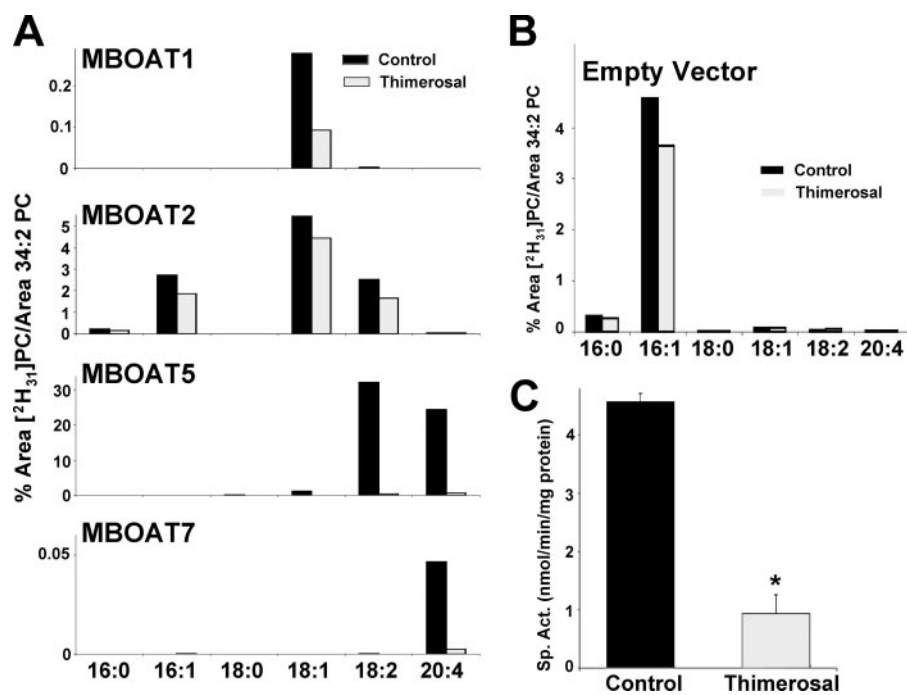 A
MBOAT1
Control
Thimerosal
0.2
0.1
0
MBOAT2
5
4
3
2
1
0
MBOAT5
30
20
10
0
MBOAT7
0.05
0
16:0 16:1 18:0 18:1 18:2 20:4
% Area [²H₃₁]PC/Area 34:2 PC
B
Empty Vector
Control
Thimerosal
4
2
0
16:0 16:1 18:0 18:1 18:2 20:4
% Area [²H₃₁]PC/Area 34:2 PC
C
4
3
2
1
0
*
Control Thimerosal
Sp. Act. (nmol/min/mg protein)